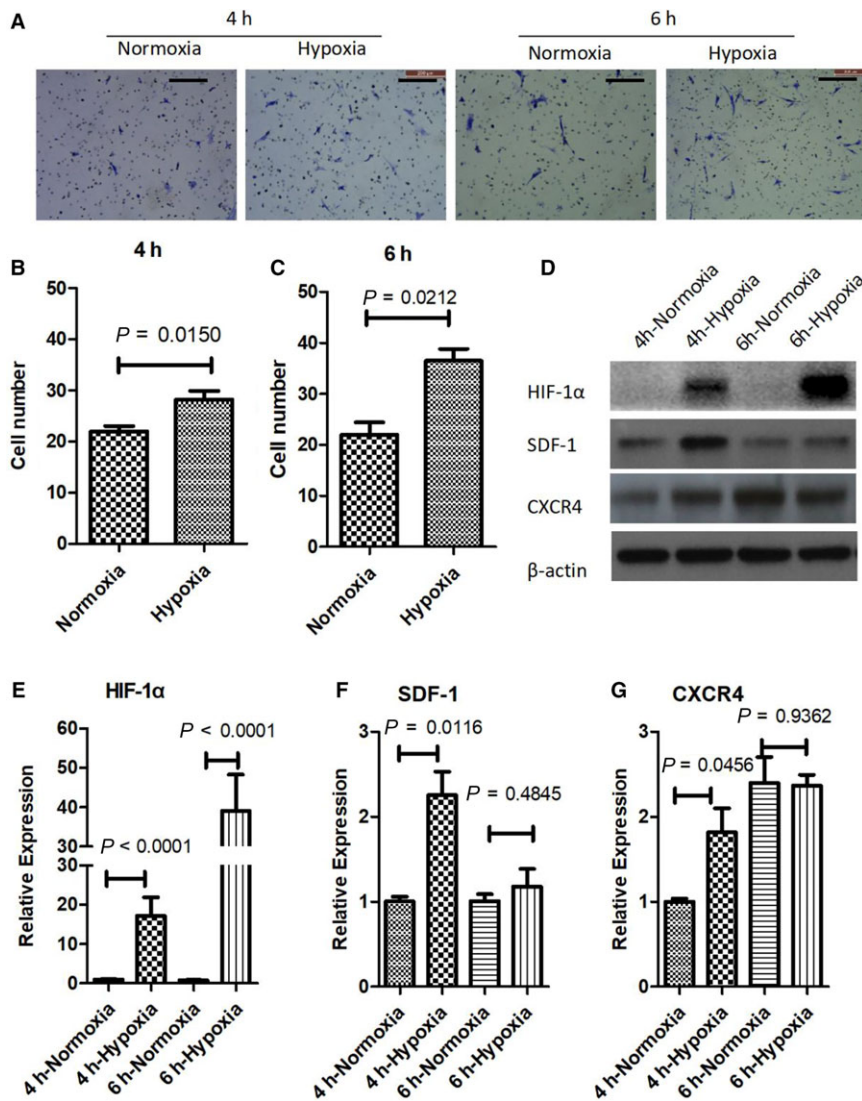 A
4 h
6 h
Normoxia
Hypoxia
Normoxia
Hypoxia
B
4 h
Cell number
50
40
30
20
10
0
P = 0.0150
Normoxia
Hypoxia
C
6 h
Cell number
50
40
30
20
10
0
P = 0.0212
Normoxia
Hypoxia
D
4h-Normoxia
4h-Hypoxia
6h-Normoxia
6h-Hypoxia
HIF-1α
SDF-1
CXCR4
β-actin
E
HIF-1α
Relative Expression
60
50
40
30
30
20
10
0
P < 0.0001
P < 0.0001
4 h-Normoxia
4 h-Hypoxia
6 h-Normoxia
6 h-Hypoxia
F
SDF-1
Relative Expression
3
2
1
0
P = 0.0116
P = 0.4845
4 h-Normoxia
4 h-Hypoxia
6 h-Normoxia
6 h-Hypoxia
G
CXCR4
Relative Expression
3
2
1
0
P = 0.0456
P = 0.9362
4 h-Normoxia
4 h-Hypoxia
6 h-Normoxia
6 h-Hypoxia